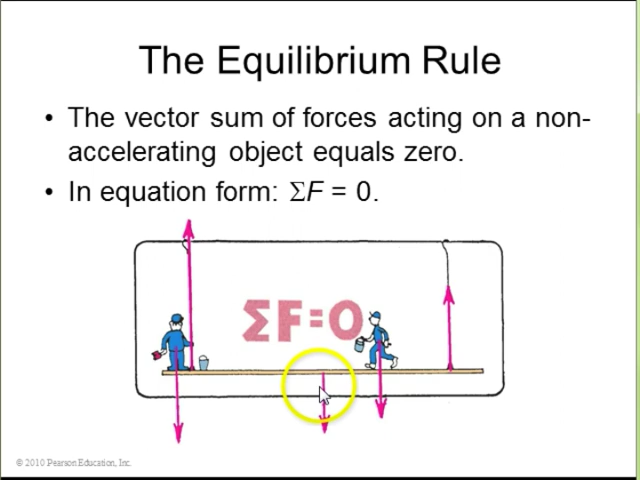 The Equilibrium Rule
• The vector sum of forces acting on a non-
accelerating object equals zero.
• In equation form: ΣF = 0.
ΣF=0
© 2010 Pearson Education, Inc.